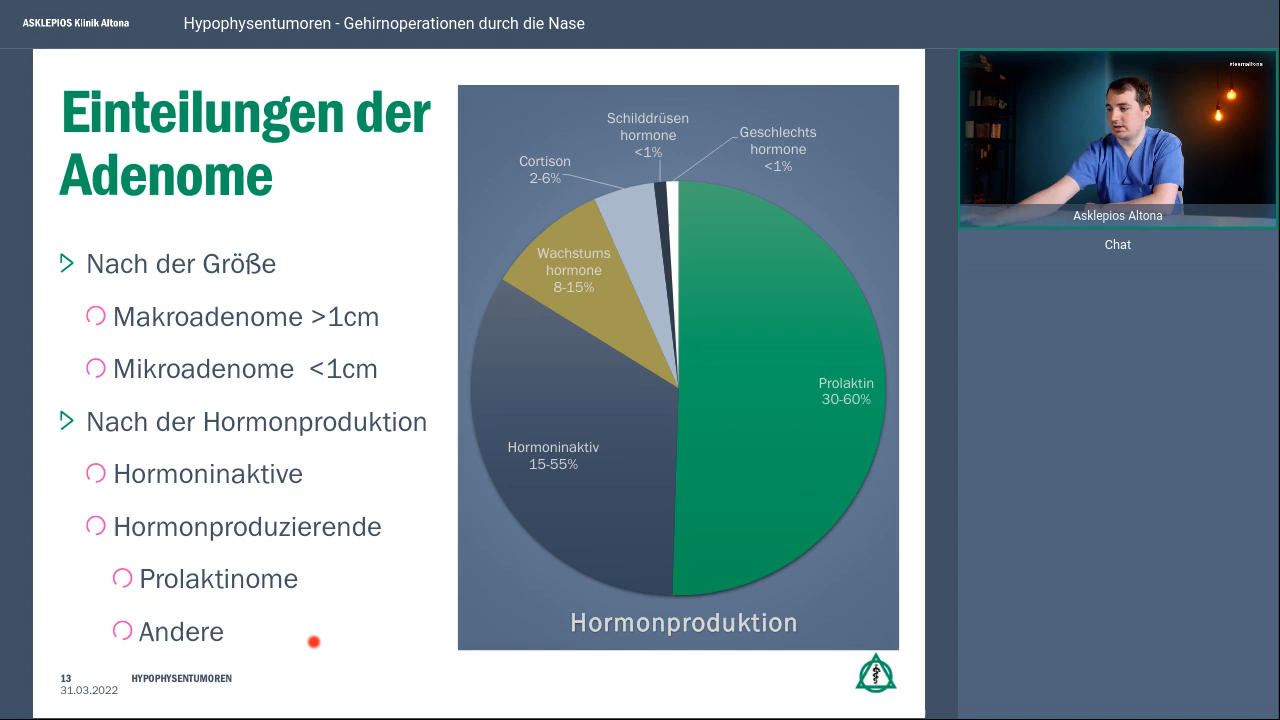 ASKLEPIOS Klinik Altona
Hypophysentumoren - Gehirnoperationen durch die Nase
Einteilungen der
Adenome
Nach der Größe
Makroadenome >1cm
Mikroadenome <1cm
Nach der Hormonproduktion
Hormoninaktive
Hormonproduzierende
Prolaktinome
Andere
Schilddrüsen
hormone
<1%
Geschlechts
hormone
<1%
Cortison
2-6%
Wachstums
hormone
8-15%
Prolaktin
30-60%
Hormoninaktiv
15-55%
Hormonproduktion
13
HYPOPHYSENTUMOREN
31.03.2022
#teamaltona
Asklepios Altona
Chat